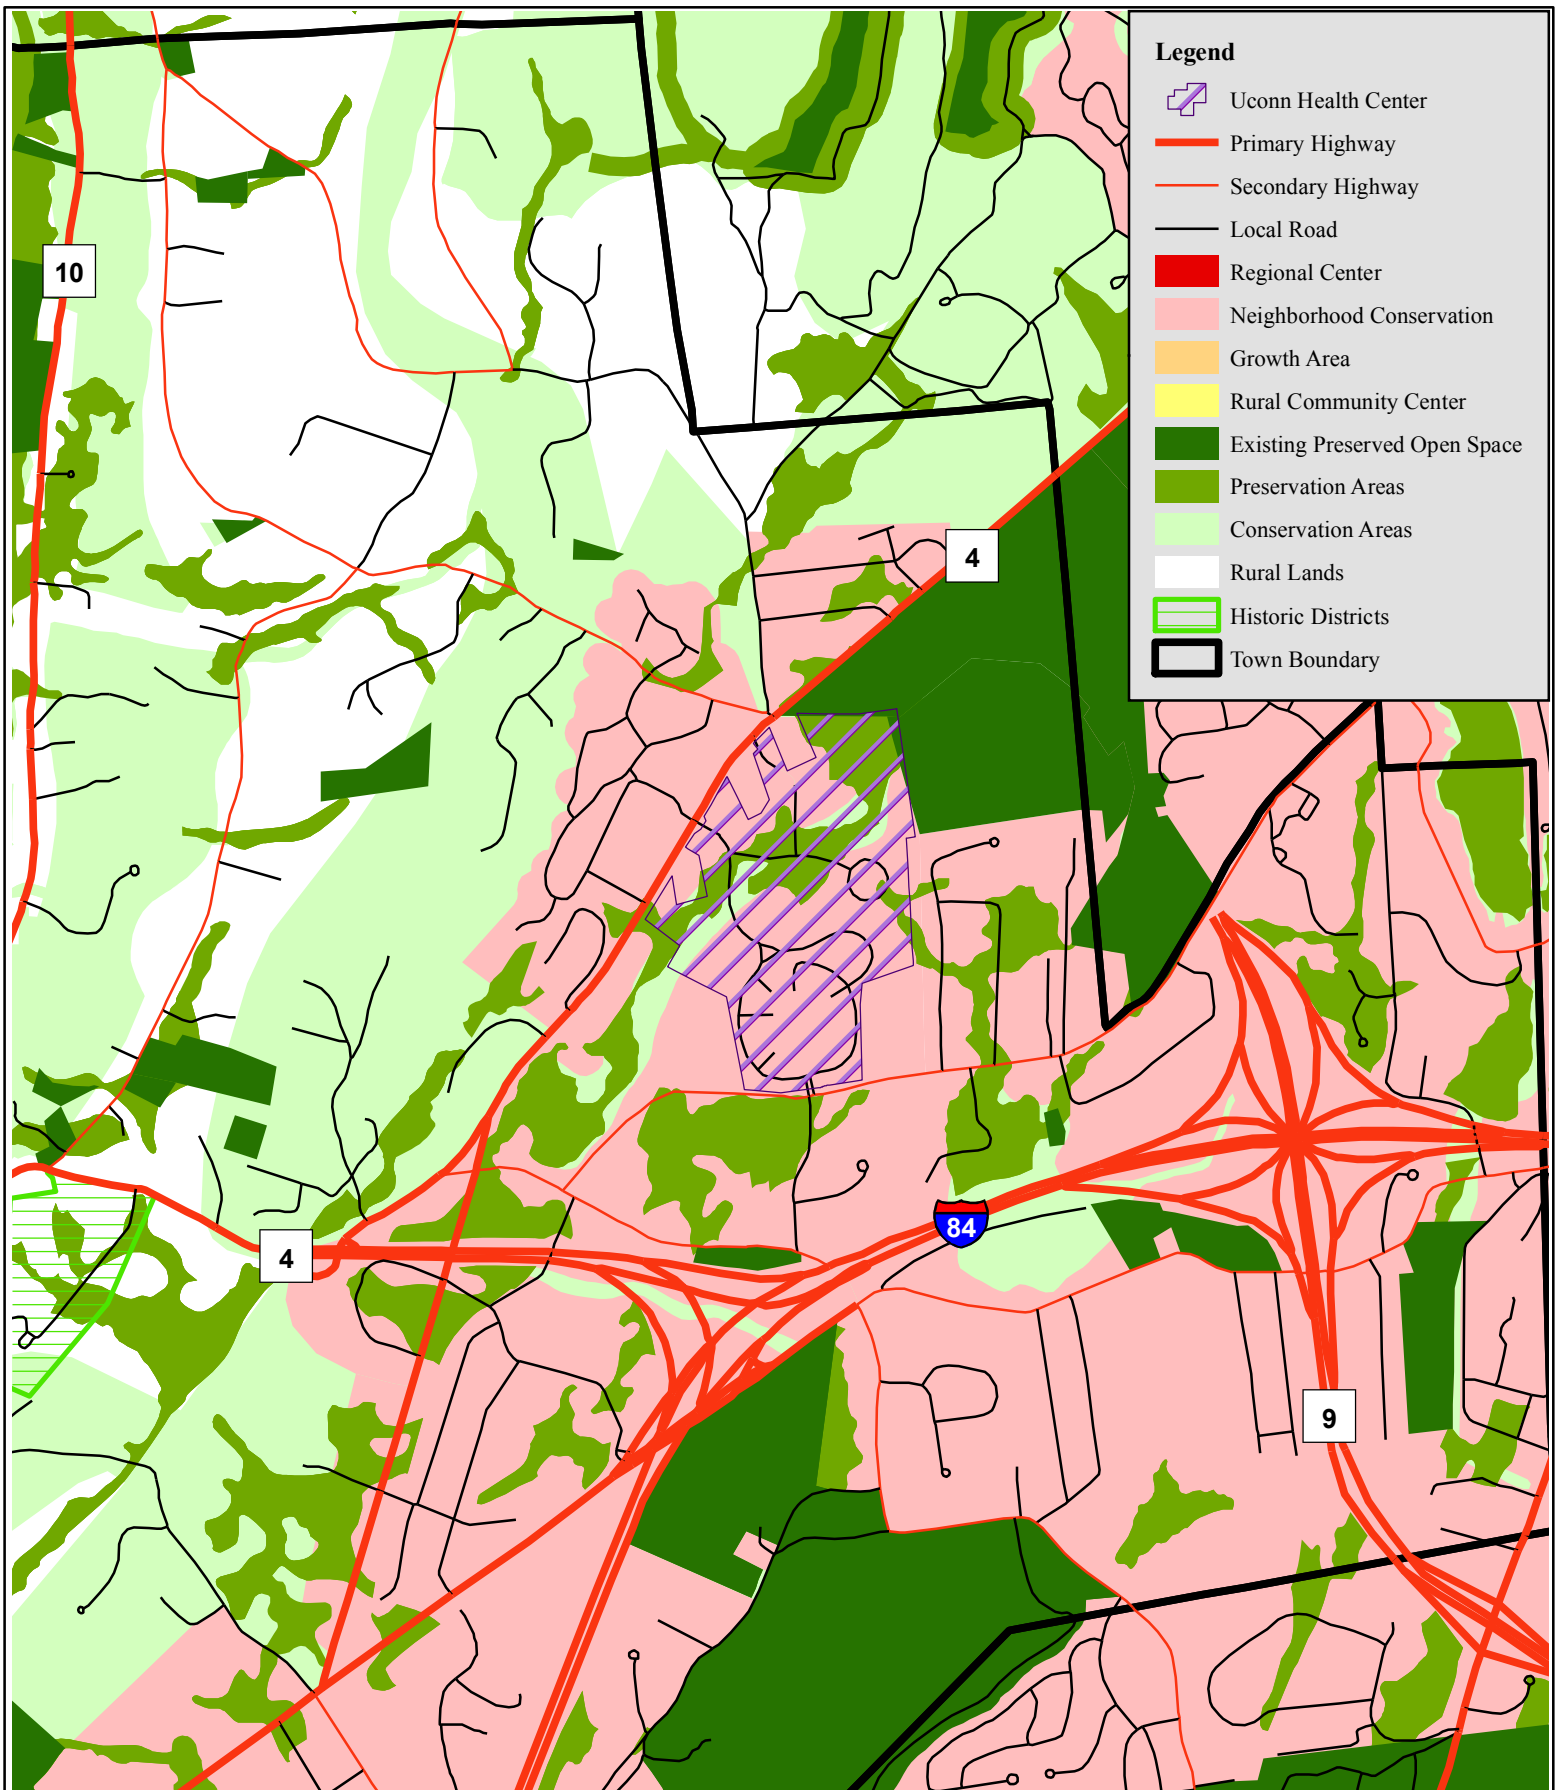 Legend
Uconn Health Center
Primary Highway
Secondary Highway
Local Road
Regional Center
Neighborhood Conservation
Growth Area
Rural Community Center
Existing Preserved Open Space
Preservation Areas
Conservation Areas
Rural Lands
Historic Districts
Town Boundary
10
4
84
4
9